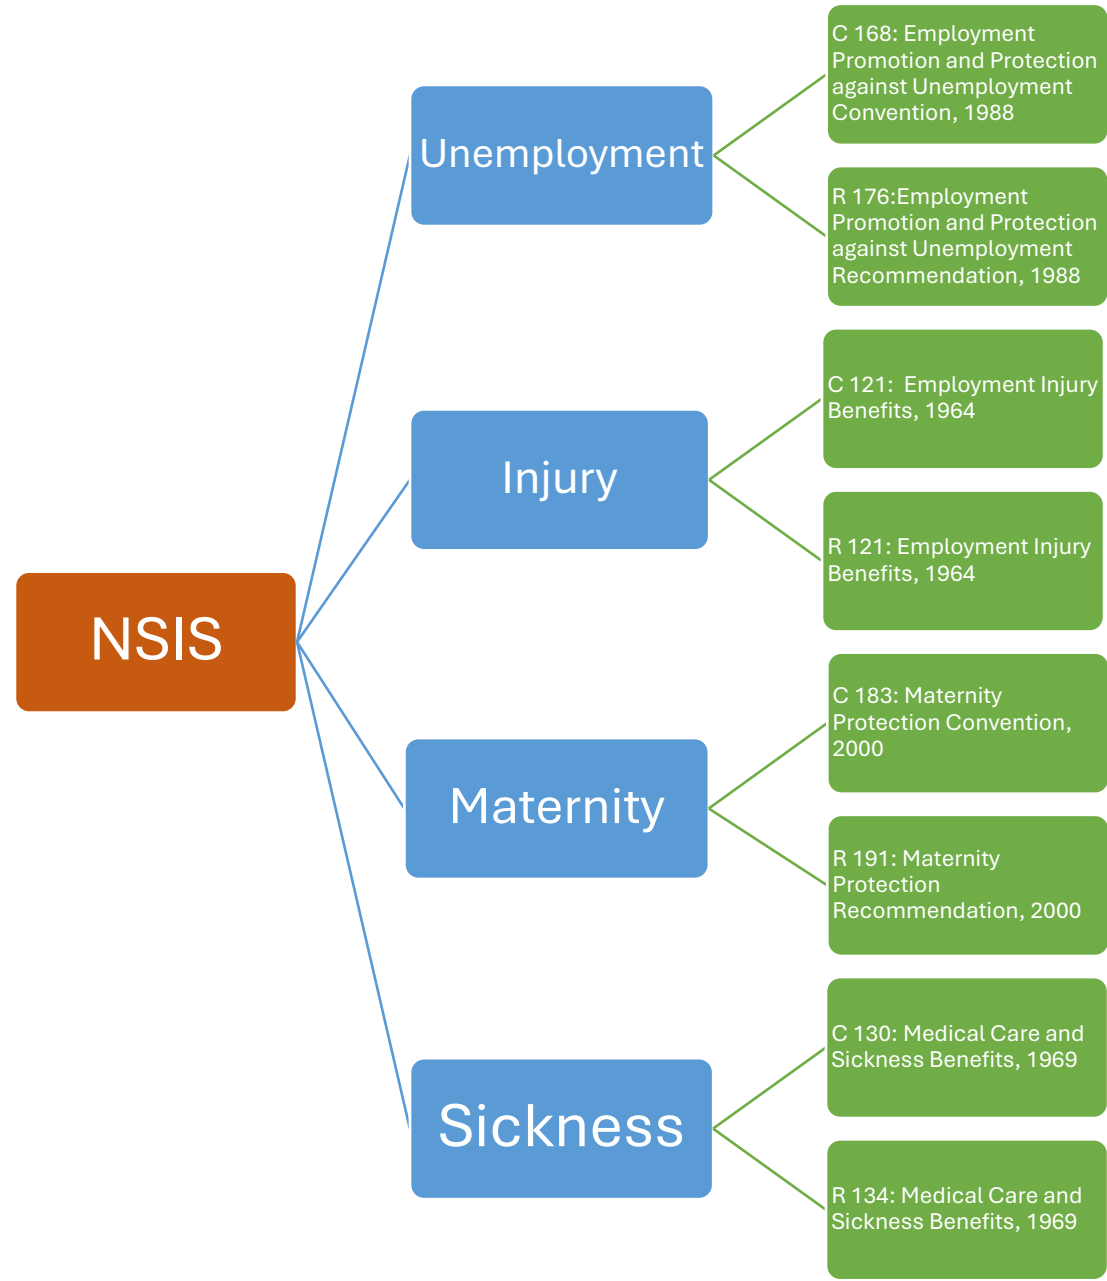 NSIS
Unemployment
C 168: Employment
Promotion and Protection
against Unemployment
Convention, 1988
R 176:Employment
Promotion and Protection
against Unemployment
Recommendation, 1988
Injury
C 121:  Employment Injury
Benefits, 1964
R 121: Employment Injury
Benefits, 1964
Maternity
C 183: Maternity
Protection Convention,
2000
R 191: Maternity
Protection
Recommendation, 2000
Sickness
C 130: Medical Care and
Sickness Benefits, 1969
R 134: Medical Care and
Sickness Benefits, 1969